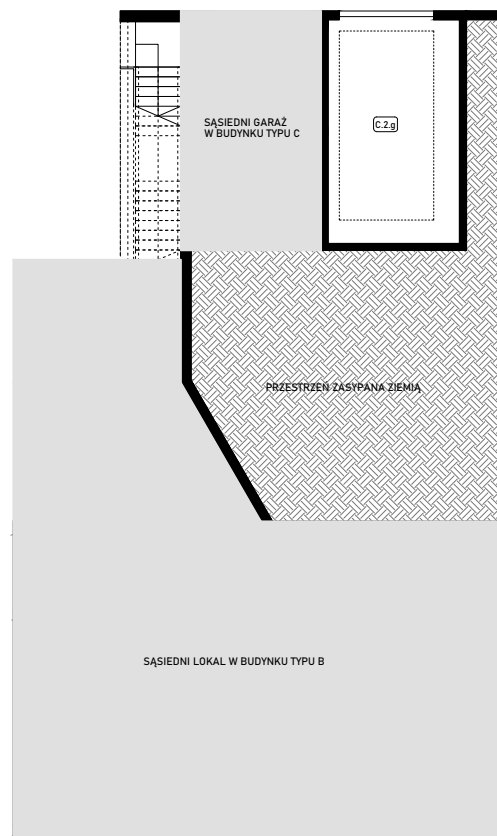 SĄSIEDNI GARAŻ
W BUDYNKU TYPU C
C.2.g
PRZESTRZEŃ ZASYPANA ZIEMIĄ
SĄSIEDNI LOKAL W BUDYNKU TYPU B